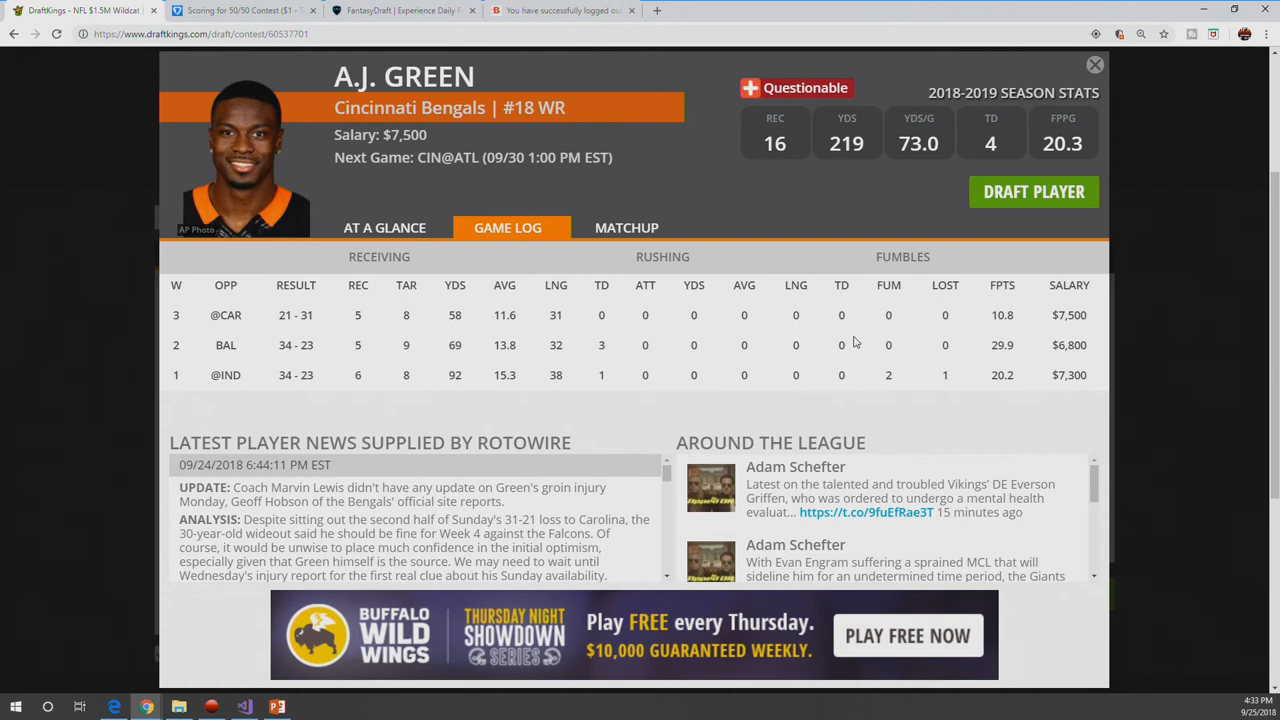 DraftKings - NFL $1.5M Wildcat
Scoring for 50/50 Contest ($1 - T
FantasyDraft | Experience Daily F
You have successfully logged ou
https://www.draftkings.com/draft/contest/60537701
A.J. GREEN
Cincinnati Bengals | #18 WR
Salary: $7,500
Next Game: CIN@ATL (09/30 1:00 PM EST)
AP Photo
Questionable
2018-2019 SEASON STATS
REC YDS YDS/G TD FPPG
16 219 73.0 4 20.3
DRAFT PLAYER
AT A GLANCE GAME LOG MATCHUP
RECEIVING RUSHING FUMBLES
W OPP RESULT REC TAR YDS AVG LNG TD ATT YDS AVG LNG TD FUM LOST FPTS SALARY
3 @CAR 21 - 31 5 8 58 11.6 31 0 0 0 0 0 0 0 0 10.8 $7,500
2 BAL 34 - 23 5 9 69 13.8 32 3 0 0 0 0 0 0 0 29.9 $6,800
1 @IND 34 - 23 6 8 92 15.3 38 1 0 0 0 0 0 2 1 20.2 $7,300
LATEST PLAYER NEWS SUPPLIED BY ROTOWIRE
09/24/2018 6:44:11 PM EST
UPDATE: Coach Marvin Lewis didn't have any update on Green's groin injury
Monday, Geoff Hobson of the Bengals' official site reports.
ANALYSIS: Despite sitting out the second half of Sunday's 31-21 loss to Carolina, the
30-year-old wideout said he should be fine for Week 4 against the Falcons. Of
course, it would be unwise to place much confidence in the initial optimism,
especially given that Green himself is the source. We may need to wait until
Wednesday's injury report for the first real clue about his Sunday availability.
AROUND THE LEAGUE
Adam Schefter
Latest on the talented and troubled Vikings' DE Everson
Griffen, who was ordered to undergo a mental health
evaluat... https://t.co/9fuEfRae3T 15 minutes ago
Adam Schefter
With Evan Engram suffering a sprained MCL that will
sideline him for an undetermined time period, the Giants
BUFFALO
WILD
WINGS
THURSDAY NIGHT
SHOWDOWN
SERIES
Play FREE every Thursday.
$10,000 GUARANTEED WEEKLY.
PLAY FREE NOW
4:33 PM
9/25/2018